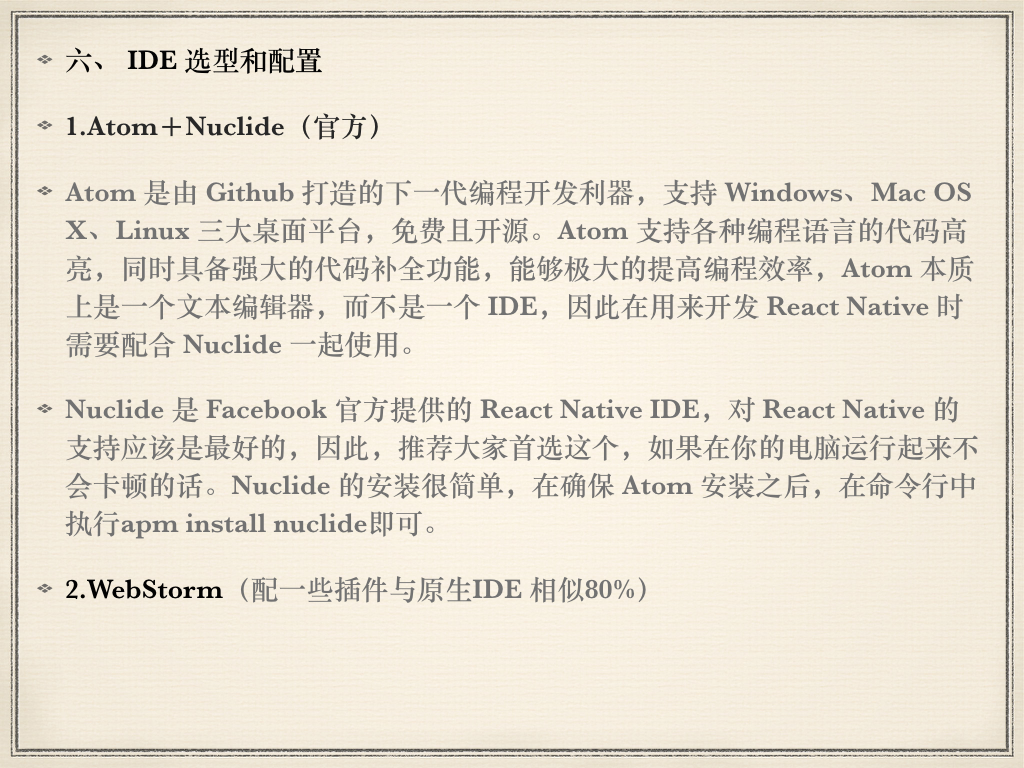 六、 IDE 选型和配置
1.Atom＋Nuclide（官方）
Atom 是由 Github 打造的下一代编程开发利器，支持 Windows、Mac OS
X、Linux 三大桌面平台，免费且开源。Atom 支持各种编程语言的代码高
亮，同时具备强大的代码补全功能，能够极大的提高编程效率，Atom 本质
上是一个文本编辑器，而不是一个 IDE，因此在用来开发 React Native 时
需要配合 Nuclide 一起使用。
Nuclide 是 Facebook 官方提供的 React Native IDE，对 React Native 的
支持应该是最好的，因此，推荐大家首选这个，如果在你的电脑运行起来不
会卡顿的话。Nuclide 的安装很简单，在确保 Atom 安装之后，在命令行中
执行apm install nuclide即可。
2.WebStorm（配一些插件与原生IDE 相似80%）